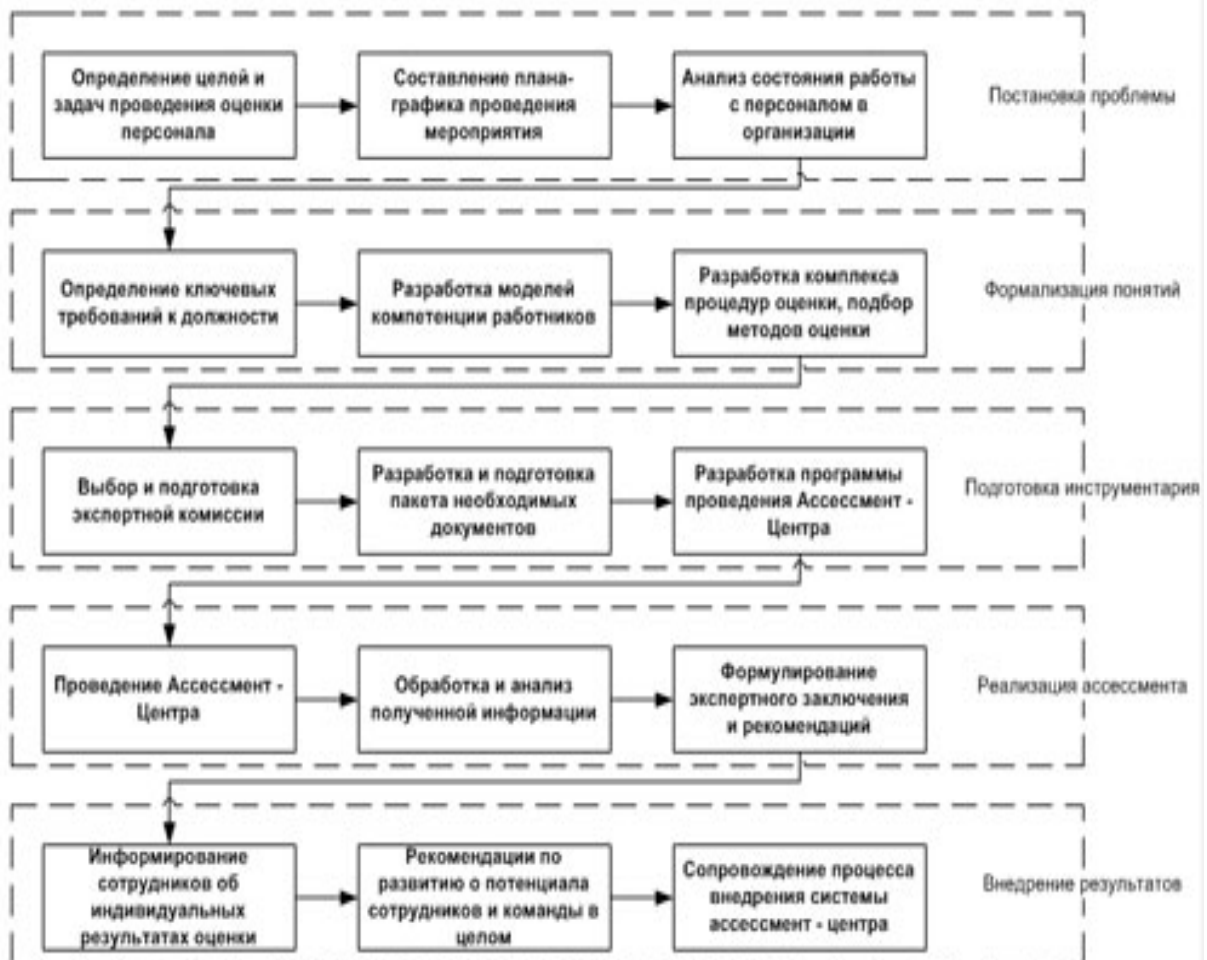 Определение целей и
задач проведения оценки
персонала
Составление плана-
графика проведения
мероприятия
Анализ состояния работы
с персоналом в
организации
Постановка проблемы
Определение ключевых
требований к должности
Разработка моделей
компетенции работников
Разработка комплекса
процедур оценки, подбор
методов оценки
Формализация понятий
Выбор и подготовка
экспертной комиссии
Разработка и подготовка
пакета необходимых
документов
Разработка программы
проведения Ассессмент -
Центра
Подготовка инструментария
Проведение Ассессмент -
Центра
Обработка и анализ
полученной информации
Формулирование
экспертного заключения
и рекомендаций
Реализация ассессмента
Информирование
сотрудников об
индивидуальных
результатах оценки
Рекомендации по
развитию о потенциала
сотрудников и команды в
целом
Сопровождение процесса
внедрения системы
ассессмент - центра
Внедрение результатов